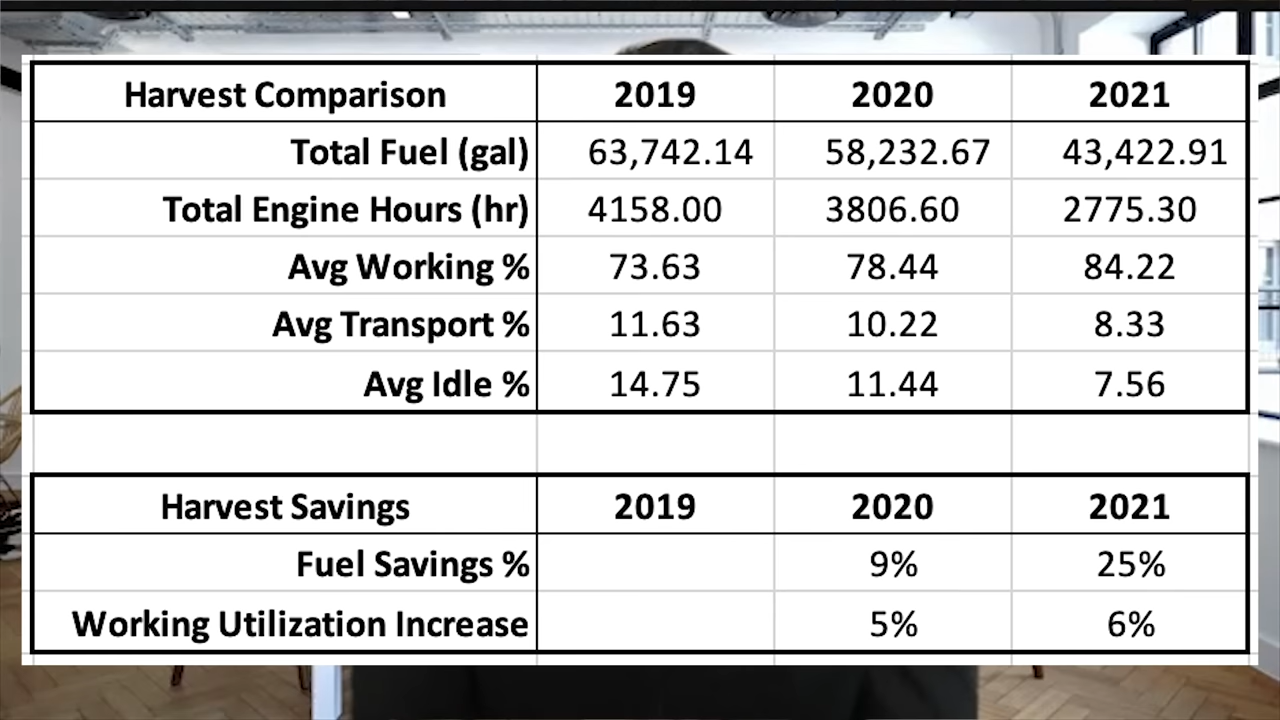 Harvest Comparison 2019 2020 2021
Total Fuel (gal) 63,742.14 58,232.67 43,422.91
Total Engine Hours (hr) 4158.00 3806.60 2775.30
Avg Working % 73.63 78.44 84.22
Avg Transport % 11.63 10.22 8.33
Avg Idle % 14.75 11.44 7.56
Harvest Savings 2019 2020 2021
Fuel Savings % 9% 25%
Working Utilization Increase 5% 6%